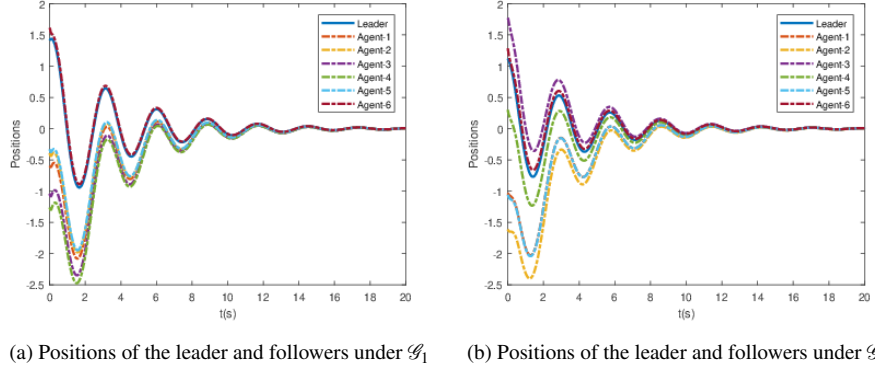 2
1.5
1
0.5
0
-0.5
-1
-1.5
-2
-2.5
Positions
0 2 4 6 8 10 12 14 16 18 20
t(s)
Leader
Agent-1
Agent-2
Agent-3
Agent-4
Agent-5
Agent-6
(a) Positions of the leader and followers under 𝒢1
2
1.5
1
0.5
0
-0.5
-1
-1.5
-2
-2.5
Positions
0 2 4 6 8 10 12 14 16 18 20
t(s)
Leader
Agent-1
Agent-2
Agent-3
Agent-4
Agent-5
Agent-6
(b) Positions of the leader and followers under